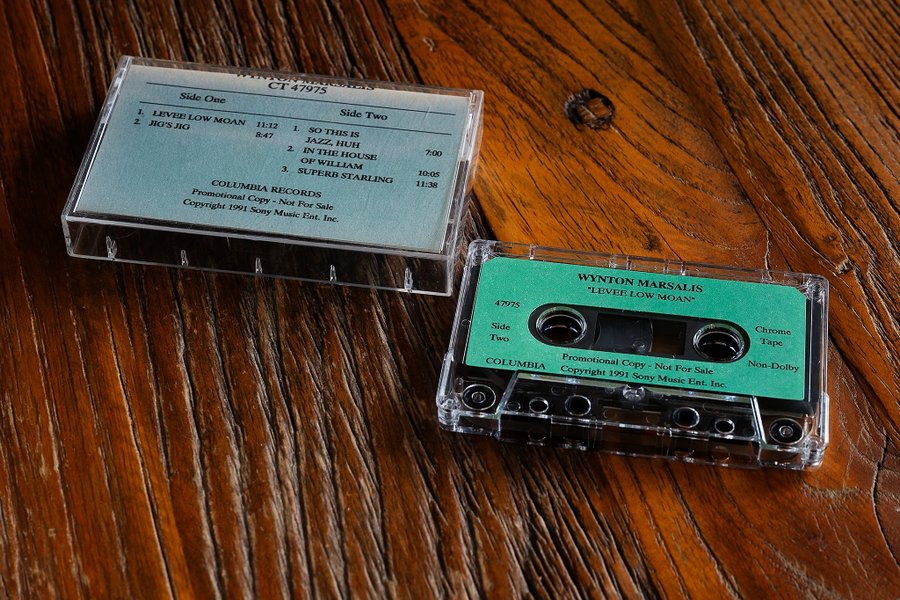 WYNTON MARSALIS
CT 47975
Side One
Side Two
1. LEVEE LOW MOAN 11:12
2. JIG'S JIG 8:47
1. SO THIS IS
JAZZ, HUH 7:00
2. IN THE HOUSE
OF WILLIAM 10:05
3. SUPERB STARLING 11:38
COLUMBIA RECORDS
Promotional Copy - Not For Sale
Copyright 1991 Sony Music Ent. Inc.
WYNTON MARSALIS
"LEVEE LOW MOAN"
47975
Side
Two
Chrome
Tape
Non-Dolby
COLUMBIA
Promotional Copy - Not For Sale
Copyright 1991 Sony Music Ent. Inc.